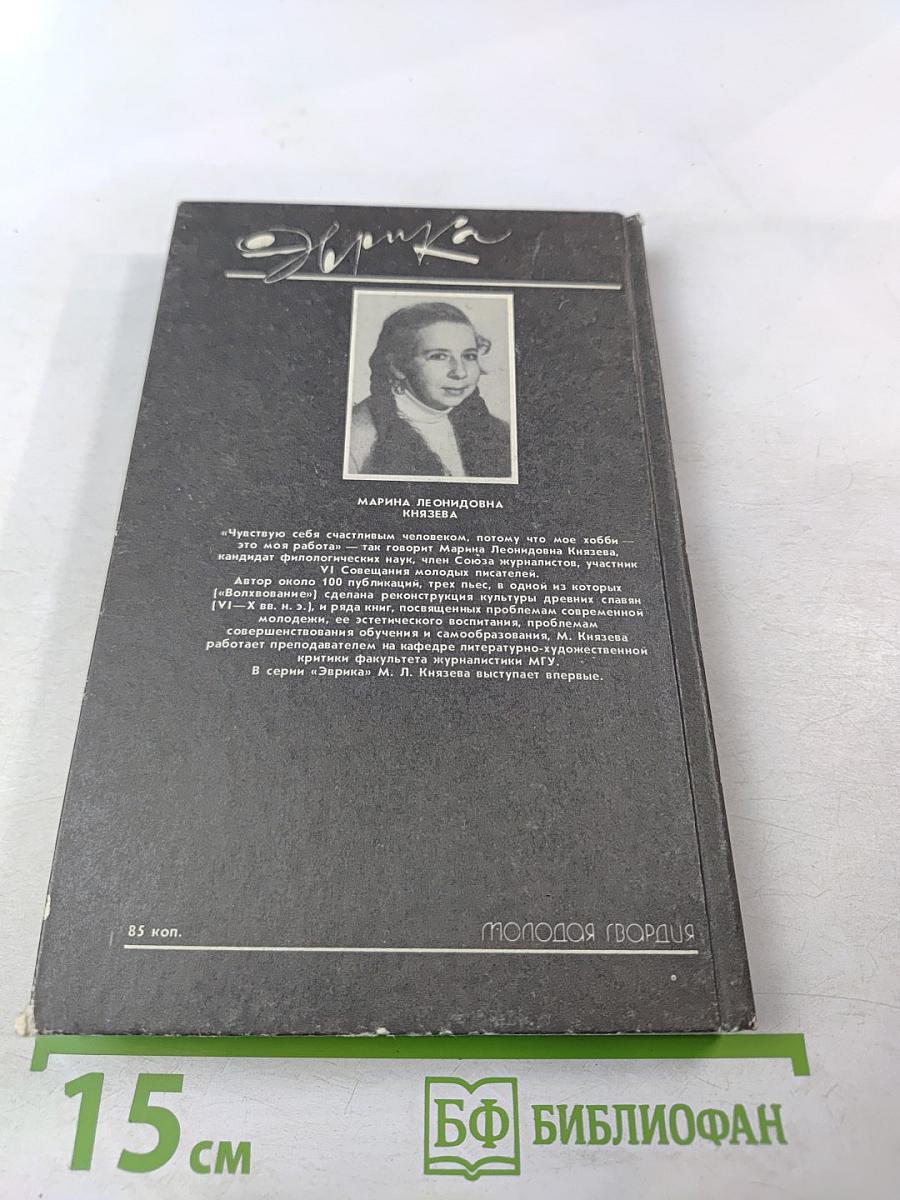 Эврика
МАРИНА ЛЕОНИДОВНА
КНЯЗЕВА
«Чувствую себя счастливым человеком, потому что мое хобби —
это моя работа» — так говорит Марина Леонидовна Князева,
кандидат филологических наук, член Союза журналистов, участник
VI Совещания молодых писателей.
Автор около 100 публикаций, трех пьес, в одной из которых
(«Волхвование») сделана реконструкция культуры древних славян
(VI—X вв. н. э.), и ряда книг, посвященных проблемам современной
молодежи, ее эстетического воспитания, проблемам
совершенствования обучения и самообразования, М. Князева
работает преподавателем на кафедре литературно-художественной
критики факультета журналистики МГУ.
В серии «Эврика» М. Л. Князева выступает впервые.
85 коп.
МОЛОДАЯ ГВАРДИЯ
15 см
БФ БИБЛИОФАН